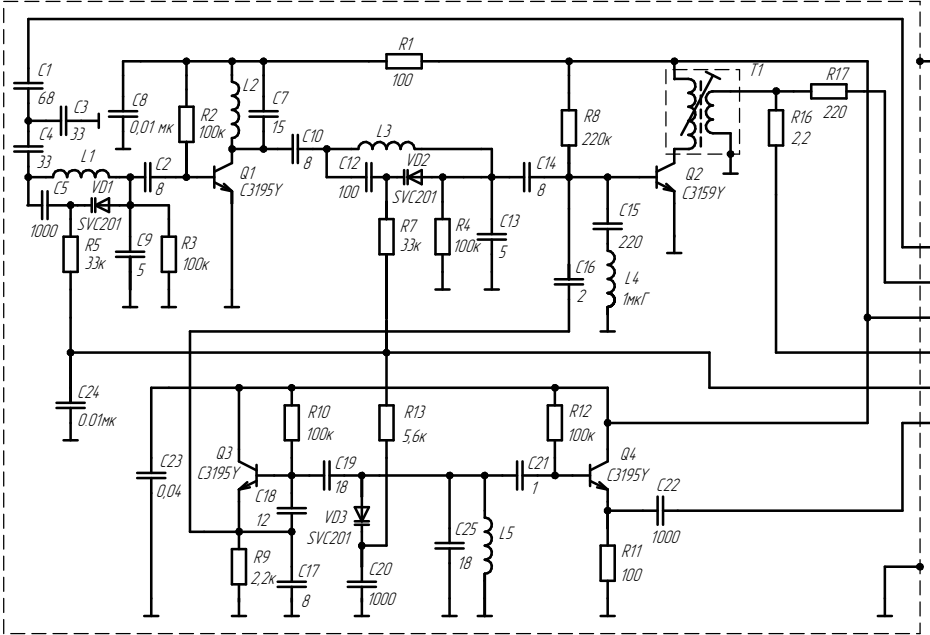 C1
68
C3
33
C4
33
C8
0,01 мк
R2
100к
L2
C7
15
R1
100
R8
220к
T1
R17
220
R16
2,2
L1
C2
8
Q1
C3195Y
C10
8
L3
C12
100
VD2
SVC201
C14
8
Q2
C3159Y
C5
1000
VD1
SVC201
R5
33к
C9
5
R3
100к
R7
33к
R4
100к
C13
5
C15
220
C16
2
L4
1мкГ
C24
0.01мк
C23
0,04
Q3
C3195Y
R10
100к
R13
5,6к
R12
100к
Q4
C3195Y
C19
18
C21
1
C22
1000
C18
12
VD3
SVC201
C25
18
L5
R9
2,2к
C17
8
C20
1000
R11
100